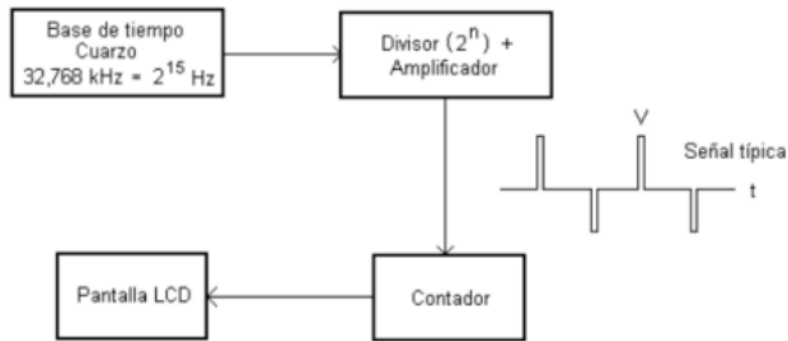 Base de tiempo
Cuarzo
32,768 kHz = 2^15 Hz
Divisor (2^n) +
Amplificador
V
Señal típica
t
Pantalla LCD
Contador